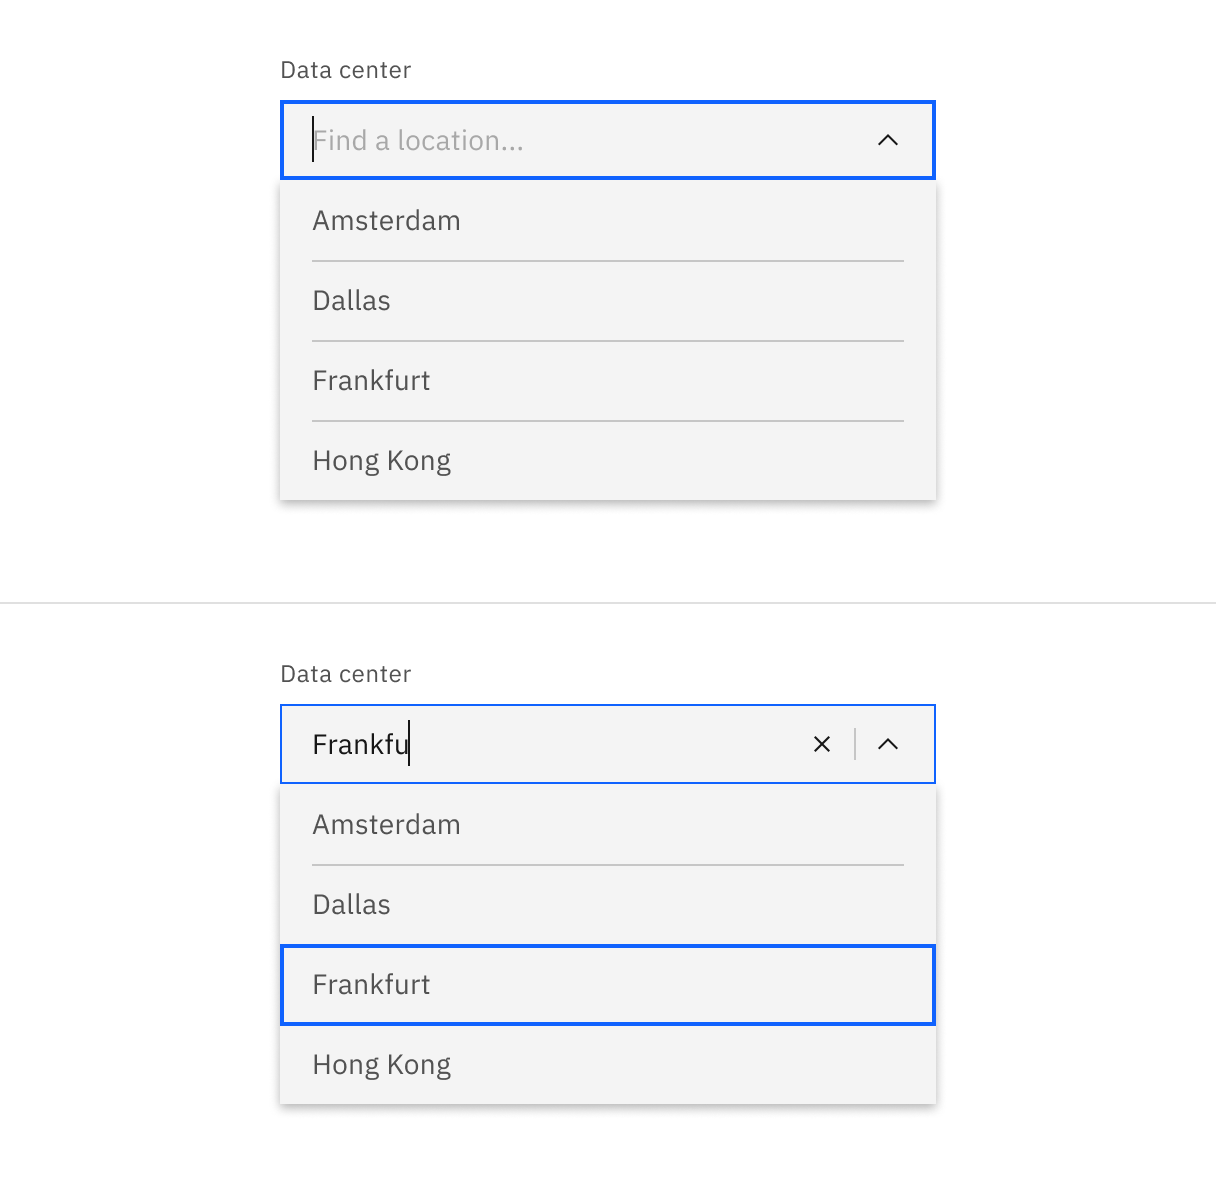 Data center
Find a location...
Amsterdam
Dallas
Frankfurt
Hong Kong
Data center
Frankfu
Amsterdam
Dallas
Frankfurt
Hong Kong